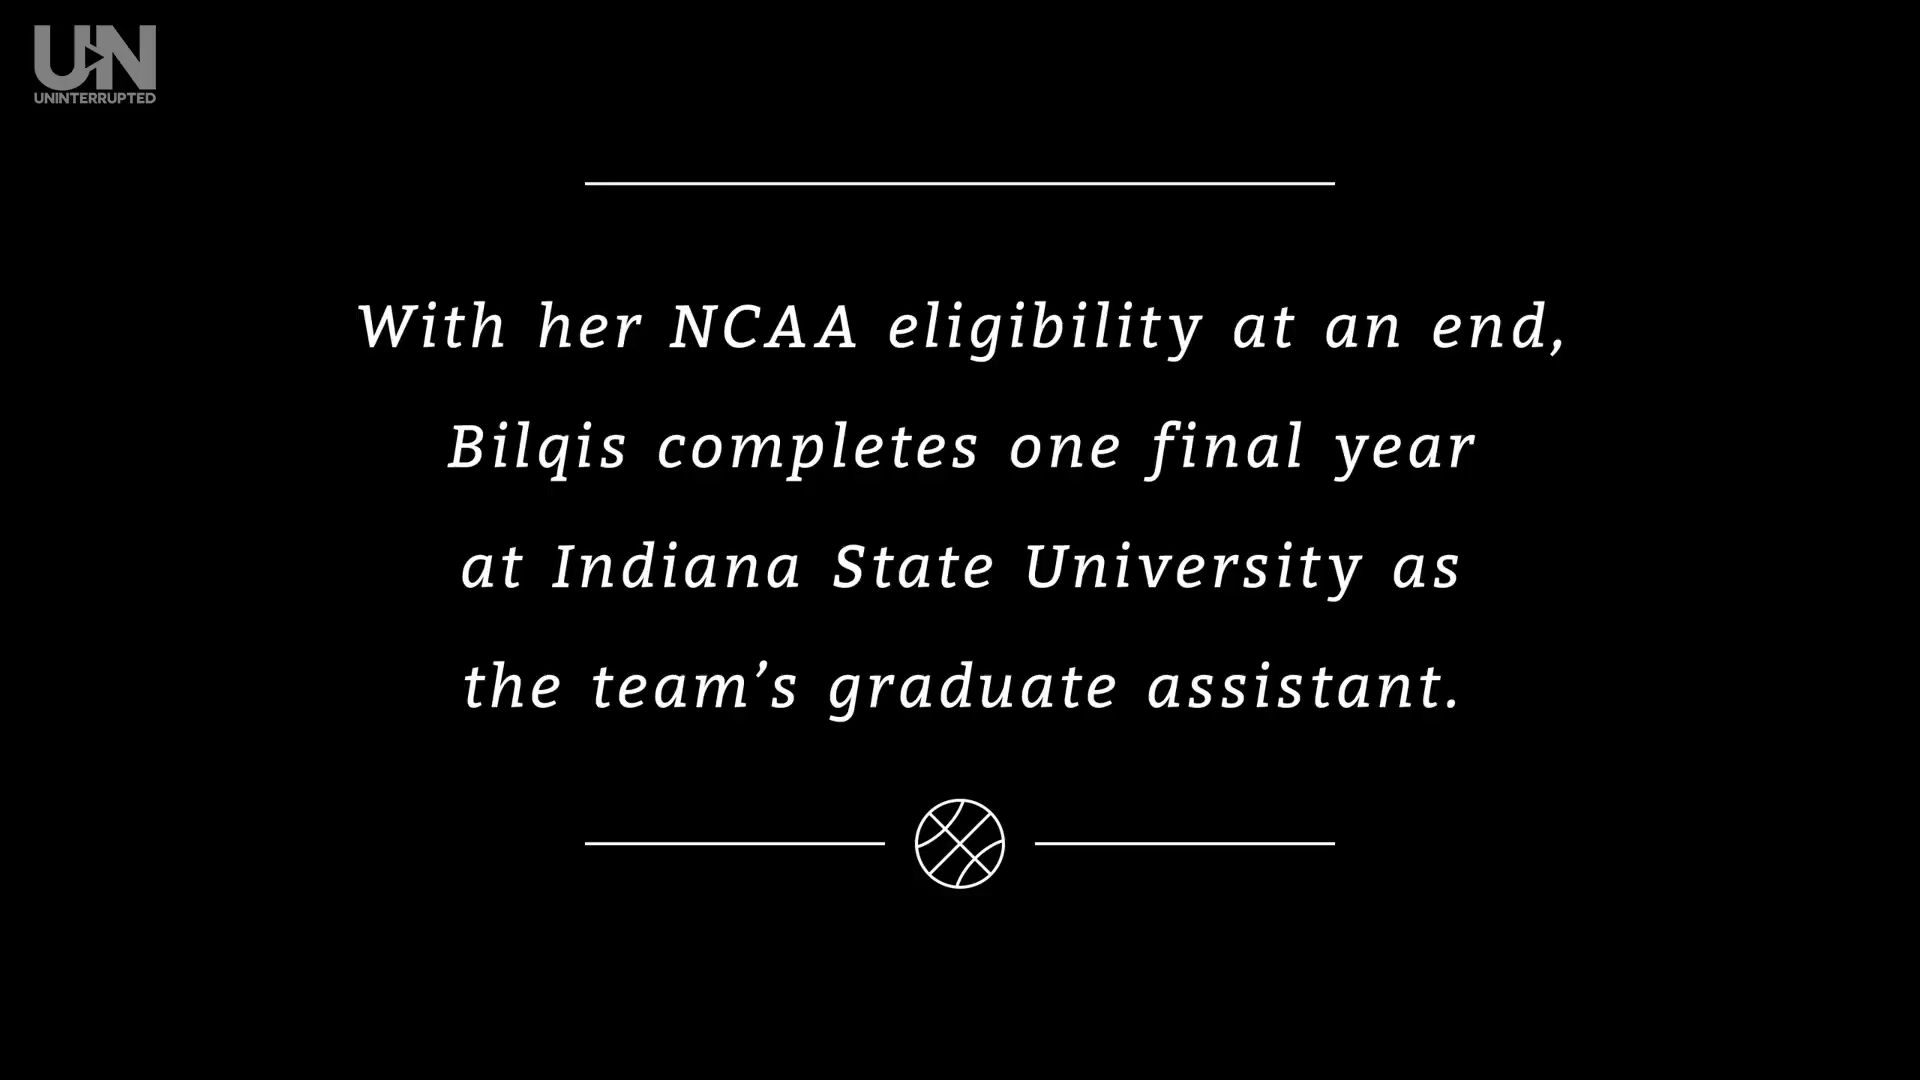 UN
UNINTERRUPTED
With her NCAA eligibility at an end,
Bilqis completes one final year
at Indiana State University as
the team’s graduate assistant.